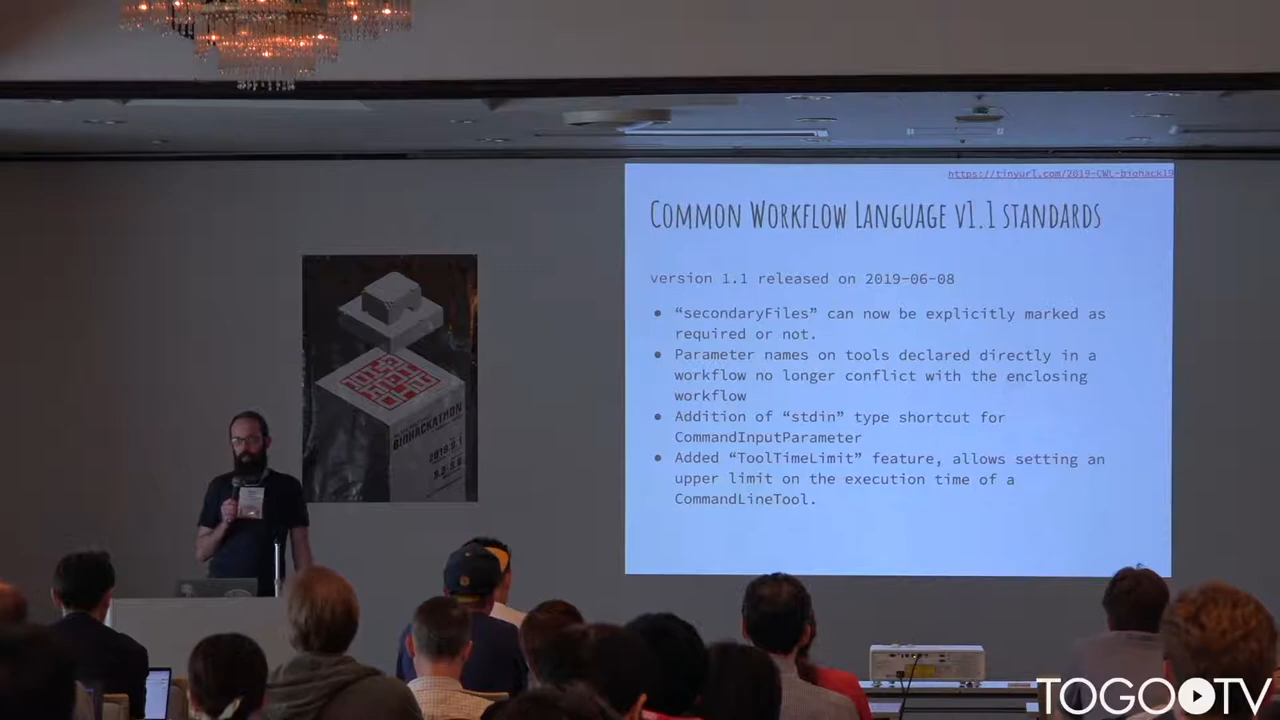 https://tinyurl.com/2019-CWL-biohack19
Common Workflow Language v1.1 standards
version 1.1 released on 2019-06-08
• “secondaryFiles” can now be explicitly marked as
required or not.
• Parameter names on tools declared directly in a
workflow no longer conflict with the enclosing
workflow
• Addition of “stdin” type shortcut for
CommandInputParameter
• Added “ToolTimeLimit” feature, allows setting an
upper limit on the execution time of a
CommandLineTool.
BIOHACKATHON
2019.9.1
TOGOTV